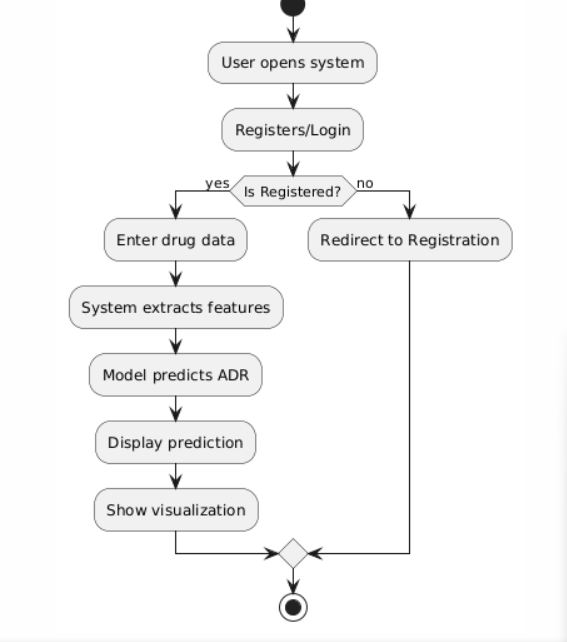 User opens system
Registers/Login
yes
Is Registered?
no
Enter drug data
Redirect to Registration
System extracts features
Model predicts ADR
Display prediction
Show visualization